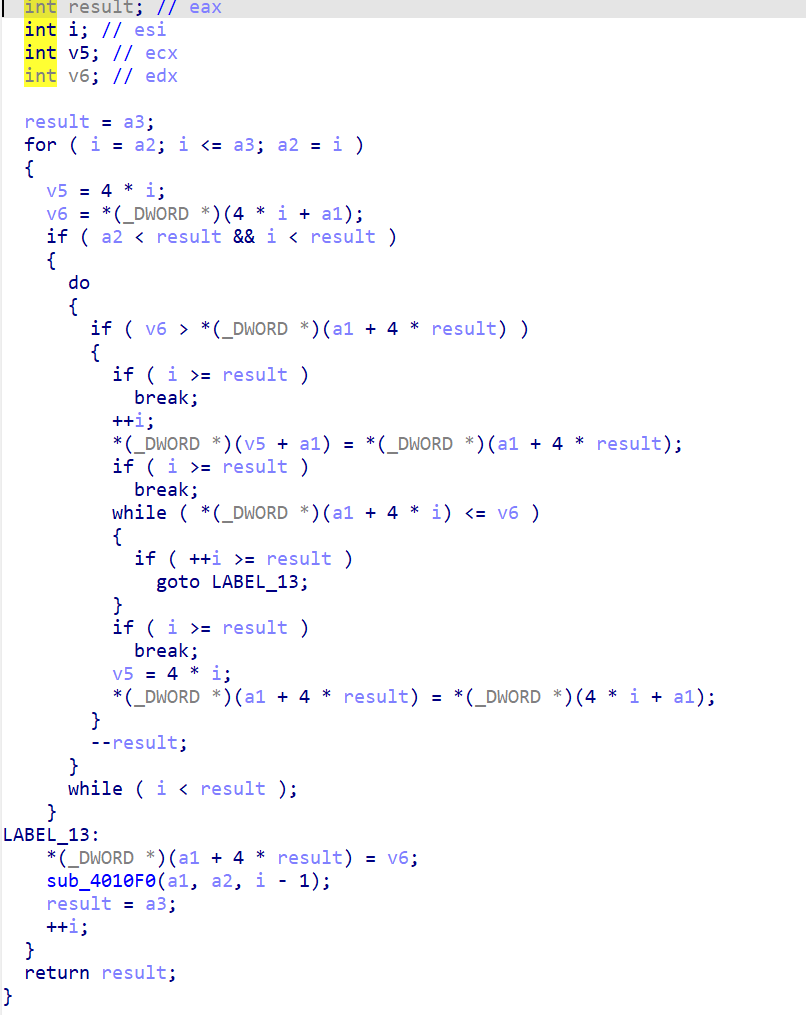 int result; // eax
int i; // esi
int v5; // ecx
int v6; // edx
result = a3;
for ( i = a2; i <= a3; a2 = i )
{
v5 = 4 * i;
v6 = *(_DWORD *)(4 * i + a1);
if ( a2 < result && i < result )
{
do
{
if ( v6 > *(_DWORD *)(a1 + 4 * result) )
{
if ( i >= result )
break;
++i;
*(_DWORD *)(v5 + a1) = *(_DWORD *)(a1 + 4 * result);
if ( i >= result )
break;
while ( *(_DWORD *)(a1 + 4 * i) <= v6 )
{
if ( ++i >= result )
goto LABEL_13;
}
if ( i >= result )
break;
v5 = 4 * i;
*(_DWORD *)(a1 + 4 * result) = *(_DWORD *)(4 * i + a1);
}
--result;
}
while ( i < result );
}
LABEL_13:
*(_DWORD *)(a1 + 4 * result) = v6;
sub_4010F0(a1, a2, i - 1);
result = a3;
++i;
}
return result;
}